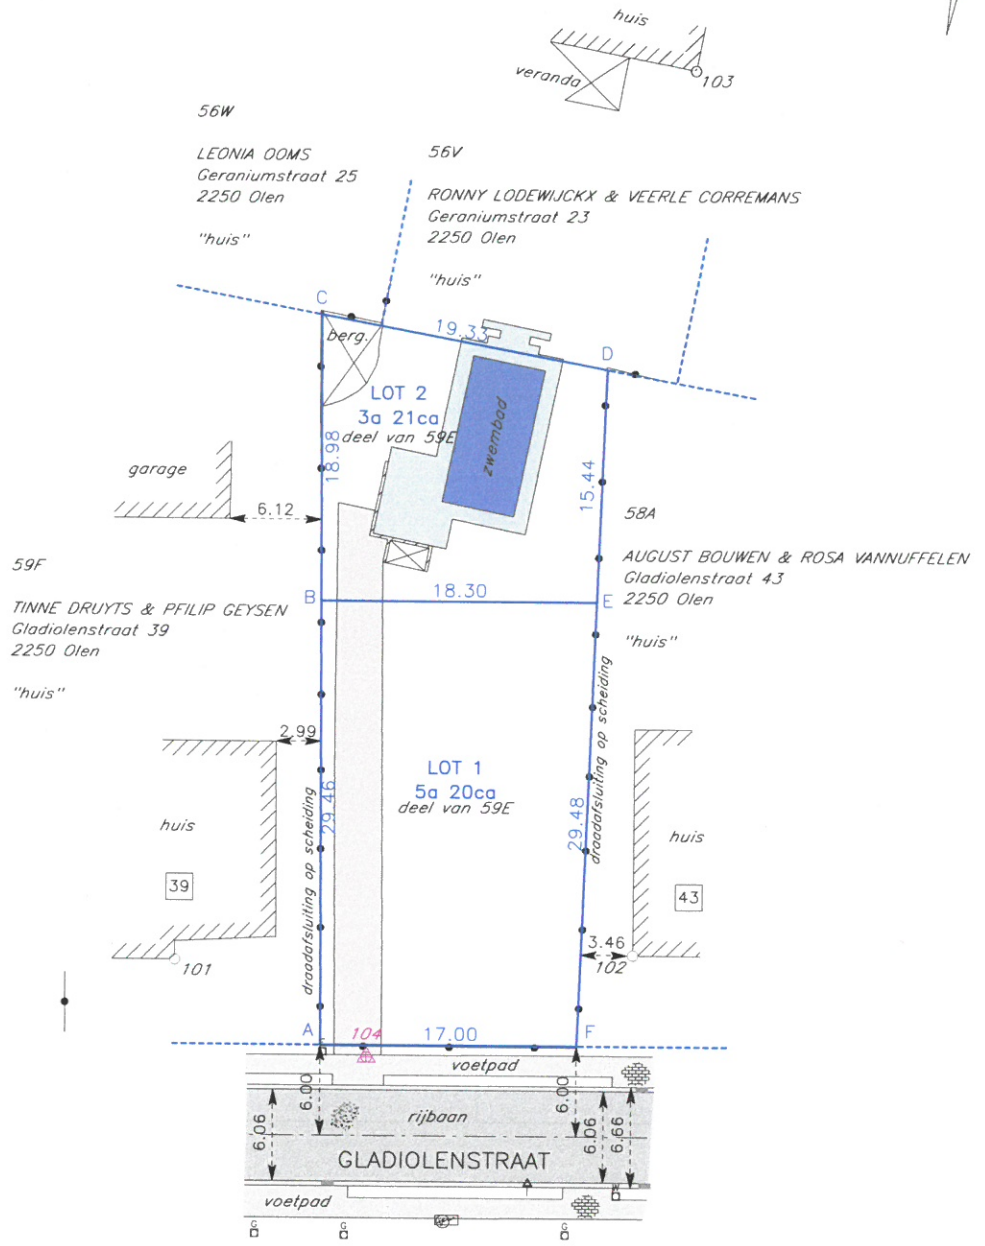 huis
veranda
103
56W
LEONIA OOMS
Geraniumstraat 25
2250 Olen
"huis"
56V
RONNY LODEWIJCKX & VEERLE CORREMANS
Geraniumstraat 23
2250 Olen
"huis"
C
19.33
berg.
D
LOT 2
3a 21ca
deel van 59E
18.98
zwembad
15.44
garage
6.12
58A
AUGUST BOUWEN & ROSA VANNUFFELEN
Gladiolenstraat 43
2250 Olen
"huis"
59F
TINNE DRUYTS & PFILIP GEYSEN
Gladiolenstraat 39
2250 Olen
"huis"
B
18.30
E
draadafsluiting op scheiding
2.99
LOT 1
5a 20ca
deel van 59E
29.46
29.48
draadafsluiting op scheiding
huis
39
huis
43
101
3.46
102
A
104
17.00
F
voetpad
6.00
6.00
6.06
rijbaan
6.06
6.66
GLADIOLENSTRAAT
voetpad
G
G
G